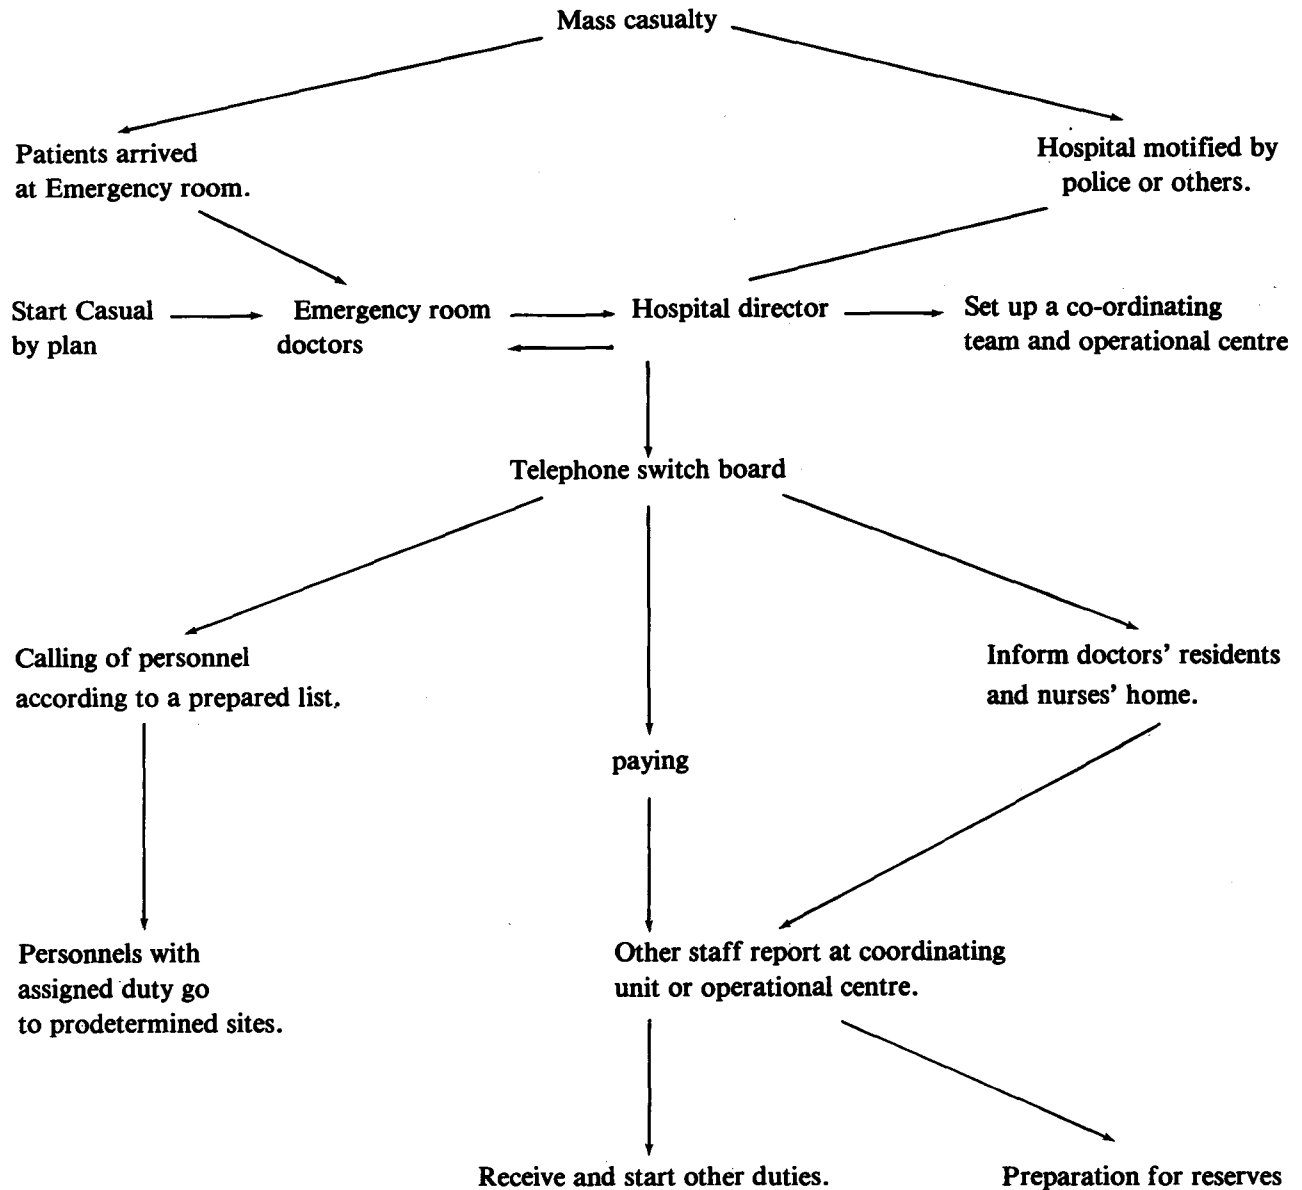 Mass casualty
Patients arrived
at Emergency room.
Hospital motified by
police or others.
Start Casual
by plan
Emergency room
doctors
Hospital director
Set up a co-ordinating
team and operational centre
Telephone switch board
Calling of personnel
according to a prepared list.
Inform doctors' residents
and nurses' home.
paying
Personnels with
assigned duty go
to prodetermined sites.
Other staff report at coordinating
unit or operational centre.
Receive and start other duties.
Preparation for reserves